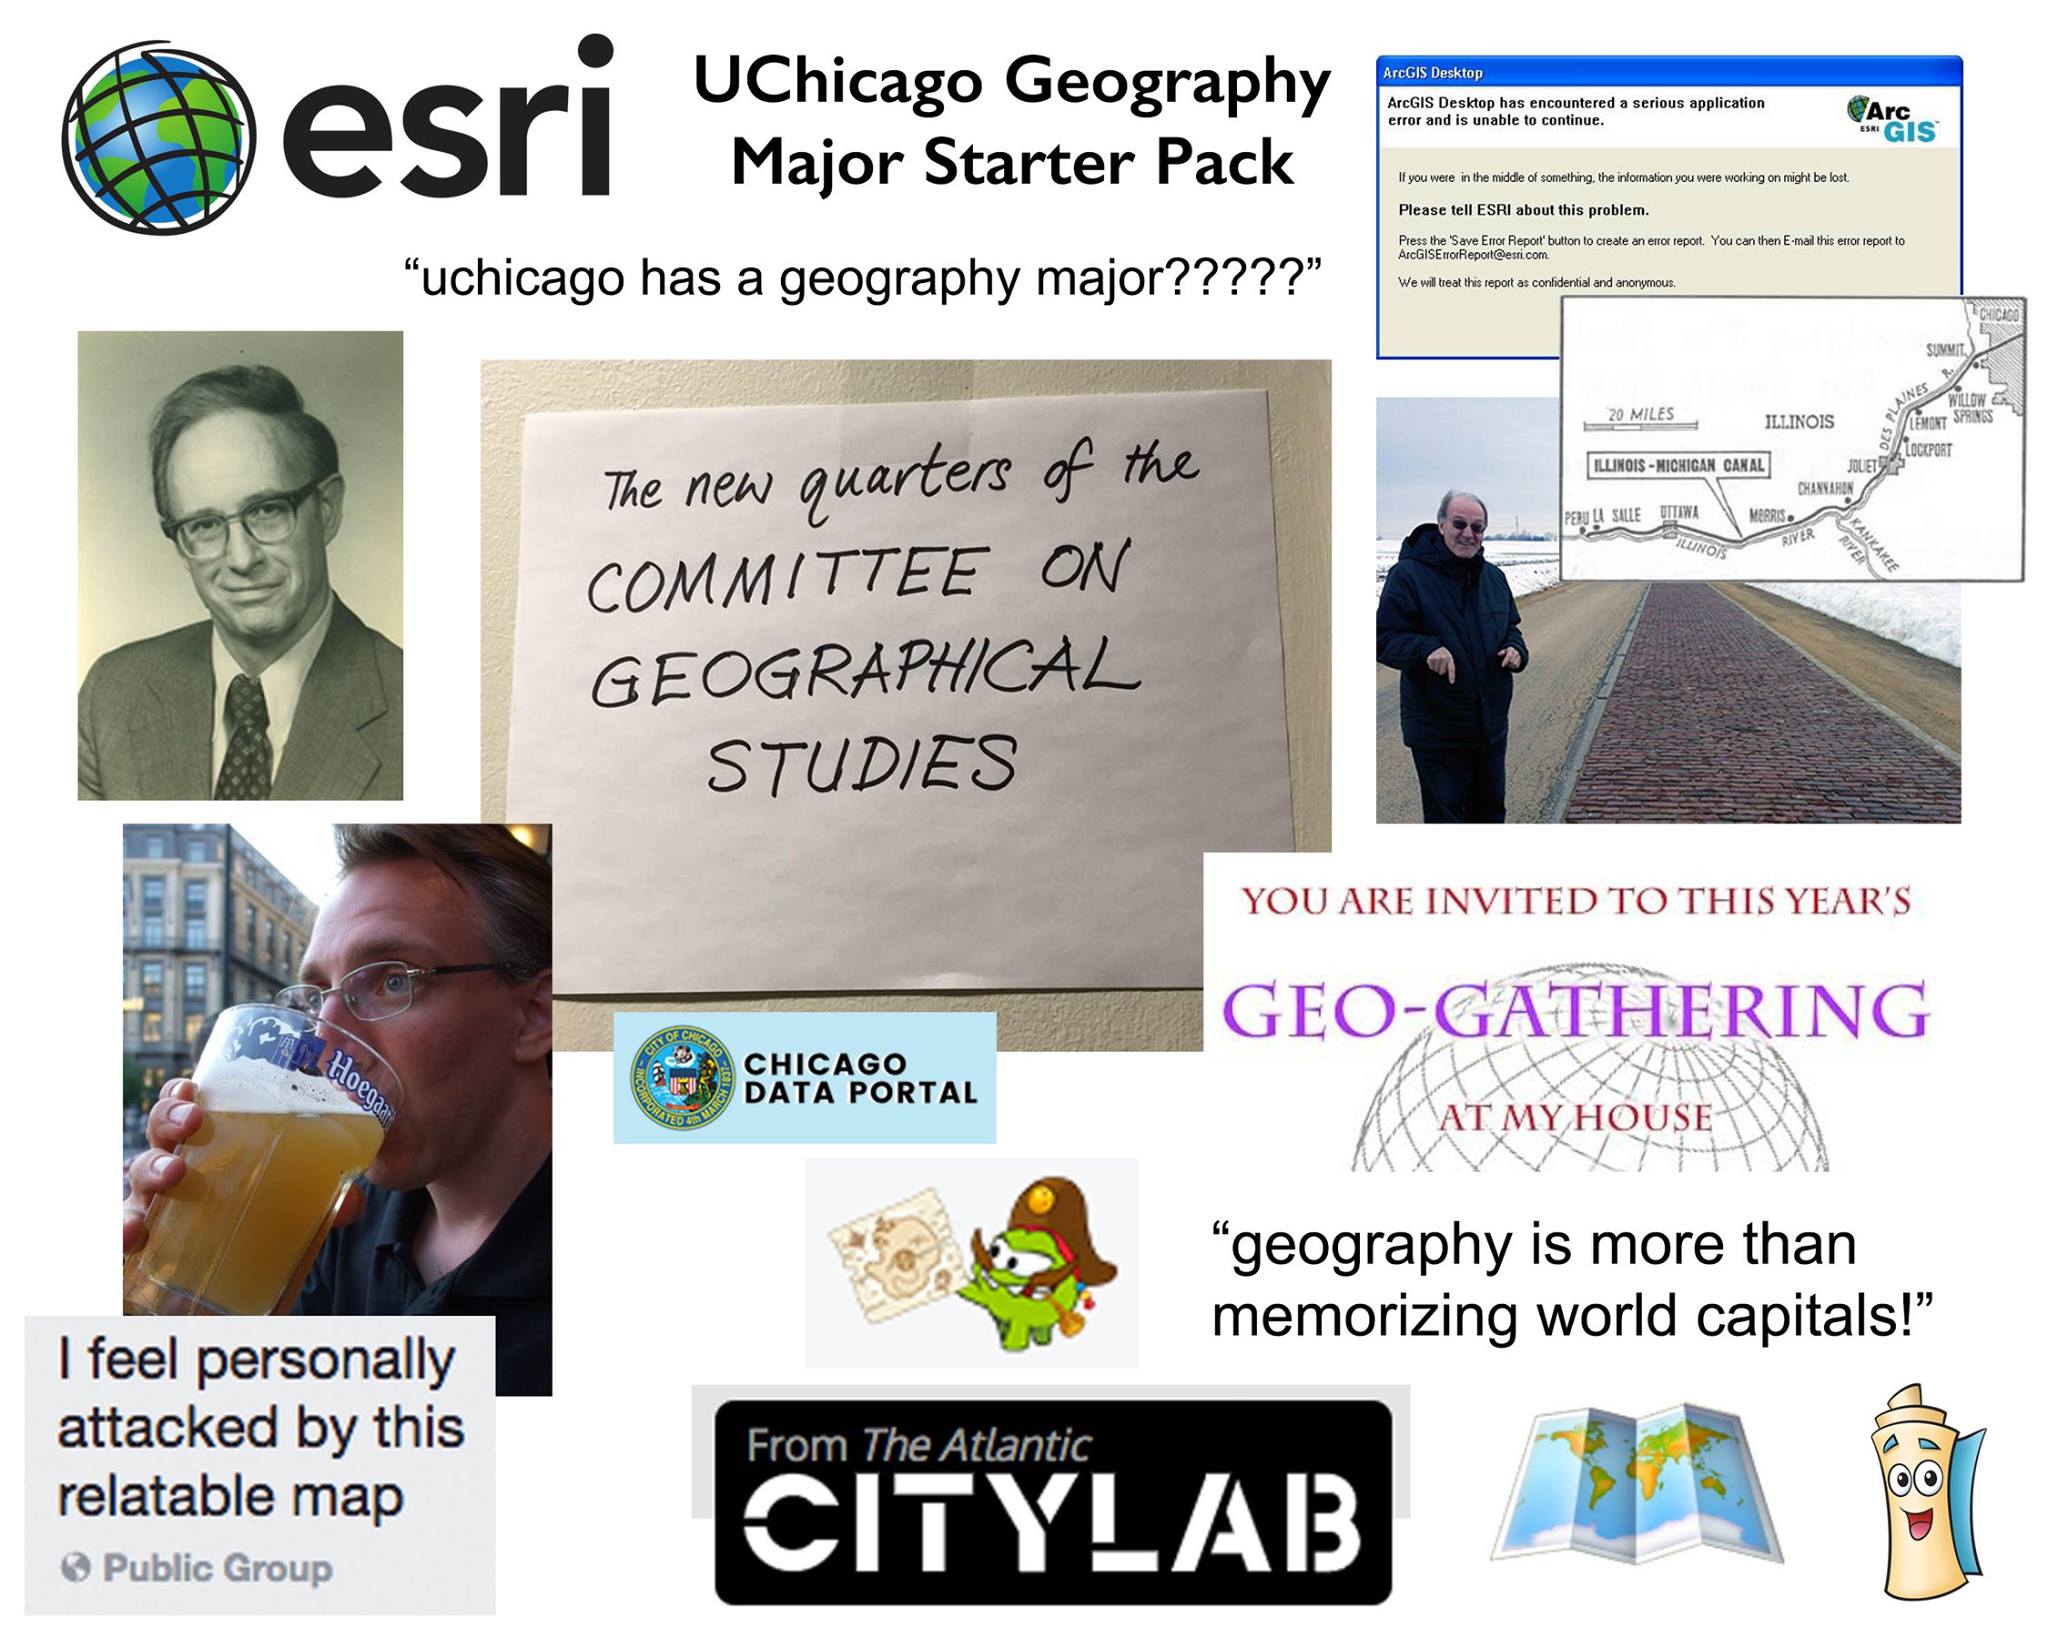 esri
UChicago Geography
Major Starter Pack
"uchicago has a geography major?????"
ArcGIS Desktop
ArcGIS Desktop has encountered a serious application
error and is unable to continue.
Arc
ESRI GIS
If you were in the middle of something, the information you were working on might be lost.
Please tell ESRI about this problem.
Press the 'Save Error Report' button to create an error report. You can then E-mail this error report to
ArcGISErrorReport@esri.com.
We will treat this report as confidential and anonymous.
CHICAGO
SUMMIT
20 MILES
ILLINOIS
DES PLAINES R.
WILLOW
SPRINGS
LEMONT
LOCKPORT
ILLINOIS-MICHIGAN CANAL
JOLIET
CHANNAHON
PERU LA SALLE OTTAWA MORRIS
ILLINOIS RIVER
KANKAKEE
RIVER
The new quarters of the
COMMITTEE ON
GEOGRAPHICAL
STUDIES
Hoegaar
CITY OF CHICAGO
INCORPORATED 4th MARCH 1837
CHICAGO
DATA PORTAL
YOU ARE INVITED TO THIS YEAR'S
GEO-GATHERING
AT MY HOUSE
"geography is more than
memorizing world capitals!"
I feel personally
attacked by this
relatable map
Public Group
From The Atlantic
CITYLAB